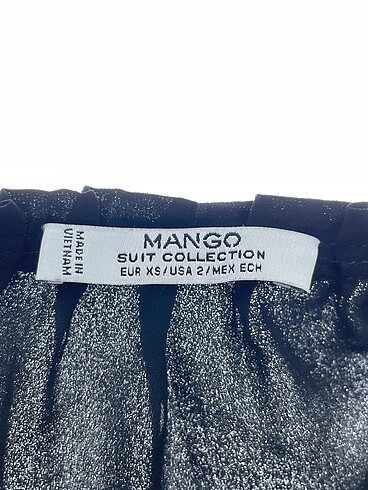 MADE IN
VIETNAM
MANGO
SUIT COLLECTION
EUR XS/USA 2/MEX ECH